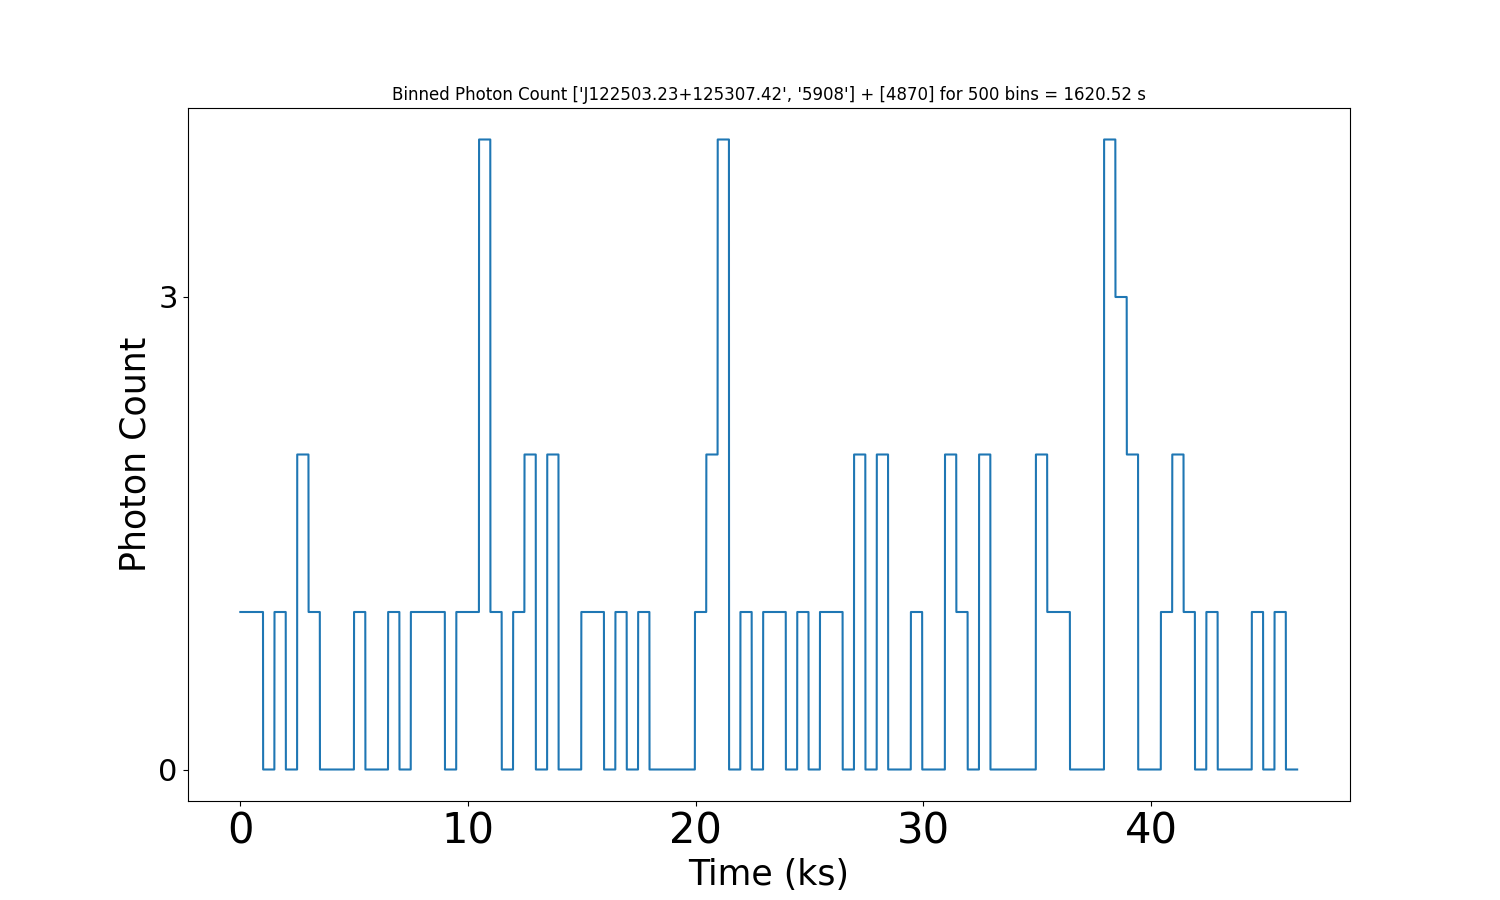 Binned Photon Count ['J122503.23+125307.42', '5908'] + [4870] for 500 bins = 1620.52 s
Photon Count
3
0
0 10 20 30 40
Time (ks)